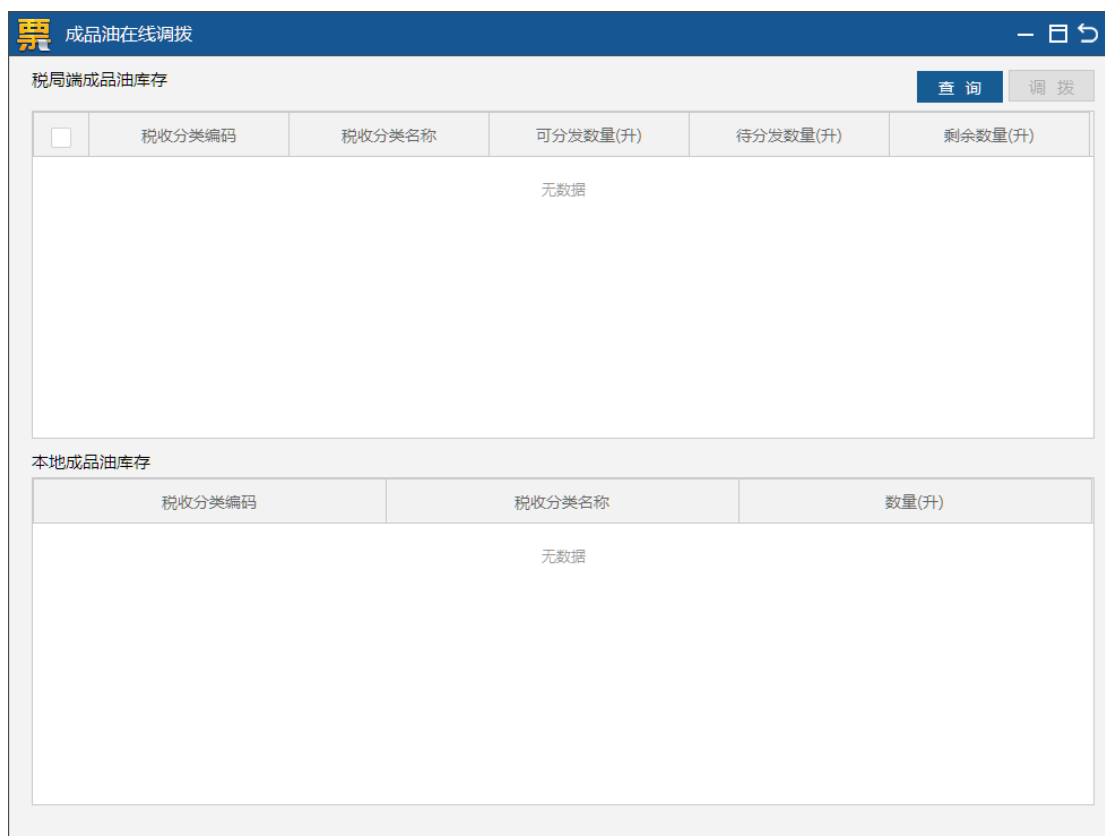 票 成品油在线调拨
税局端成品油库存
查 询 调 拨
税收分类编码 税收分类名称 可分发数量(升) 待分发数量(升) 剩余数量(升)
无数据
本地成品油库存
税收分类编码 税收分类名称 数量(升)
无数据